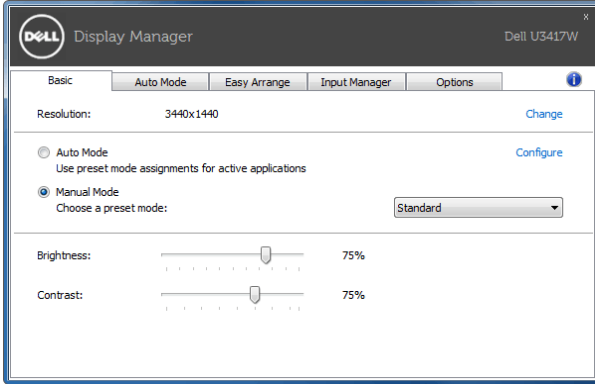 x
DELL Display Manager Dell U3417W
Basic Auto Mode Easy Arrange Input Manager Options i
Resolution: 3440x1440 Change
Auto Mode Configure
Use preset mode assignments for active applications
Manual Mode
Choose a preset mode: Standard
Brightness: 75%
Contrast: 75%